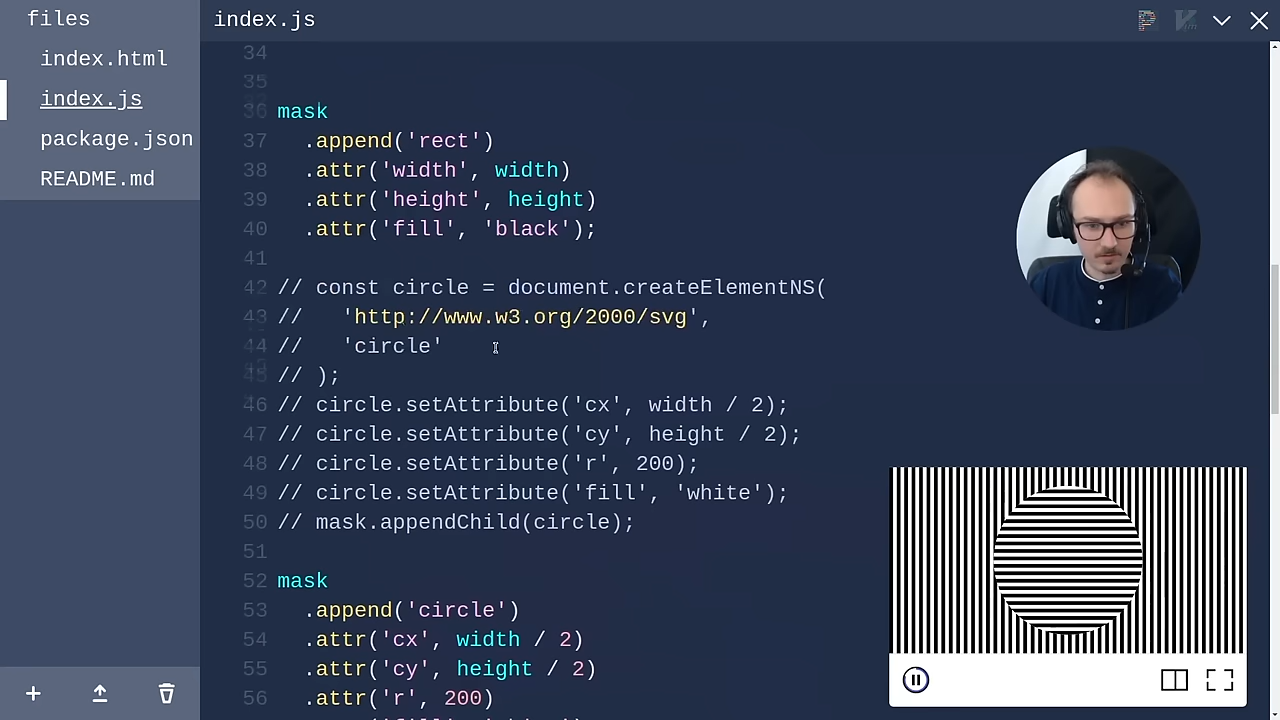 files
index.js
index.html
index.js
package.json
README.md
34
35
36 mask
37 .append('rect')
38 .attr('width', width)
39 .attr('height', height)
40 .attr('fill', 'black');
41
42 // const circle = document.createElementNS(
43 // 'http://www.w3.org/2000/svg',
44 // 'circle'
45 // );
46 // circle.setAttribute('cx', width / 2);
47 // circle.setAttribute('cy', height / 2);
48 // circle.setAttribute('r', 200);
49 // circle.setAttribute('fill', 'white');
50 // mask.appendChild(circle);
51
52 mask
53 .append('circle')
54 .attr('cx', width / 2)
55 .attr('cy', height / 2)
56 .attr('r', 200)